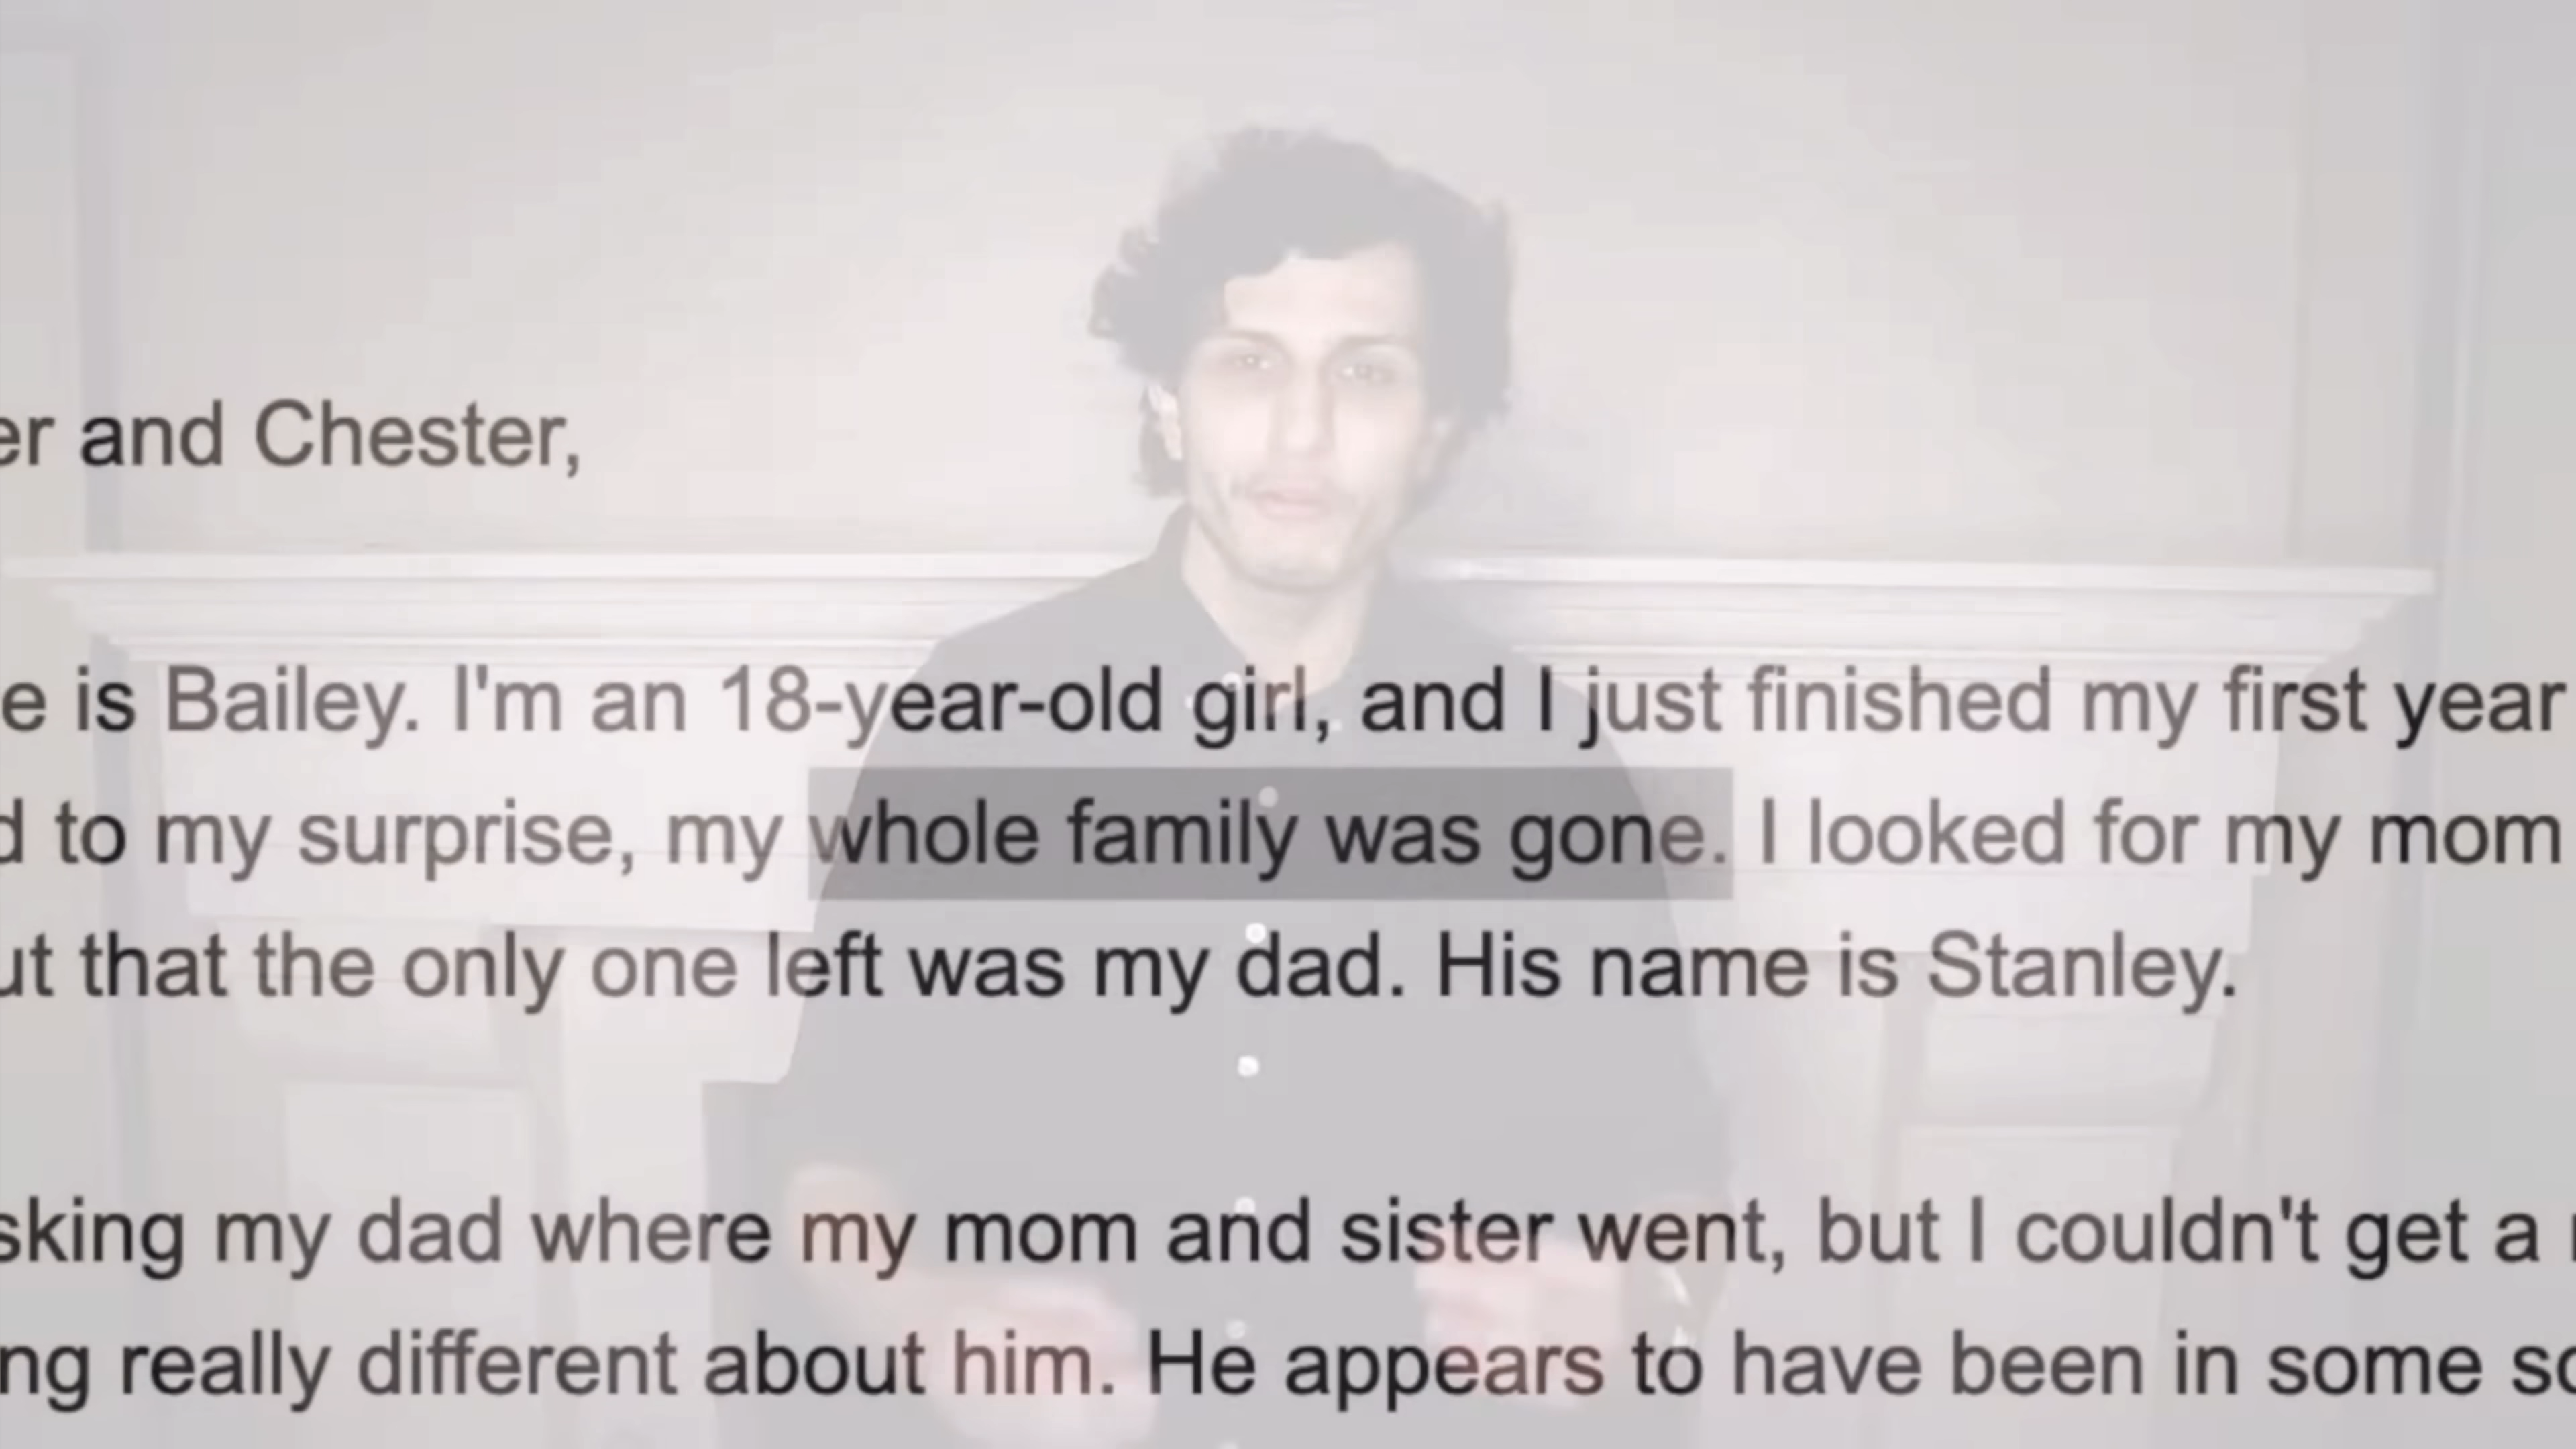 er and Chester,
e is Bailey. I'm an 18-year-old girl, and I just finished my first year
d to my surprise, my whole family was gone. I looked for my mom
ut that the only one left was my dad. His name is Stanley.
sking my dad where my mom and sister went, but I couldn't get a
ng really different about him. He appears to have been in some so